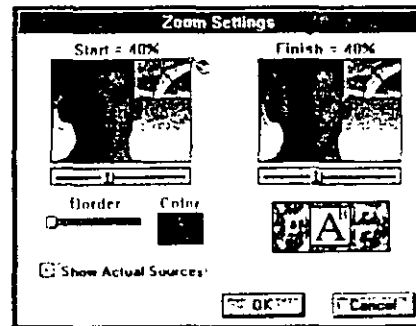 Zoom Settings
Start = 40% Finish = 40%
Border Color
A
Show Actual Sources
OK Cancel